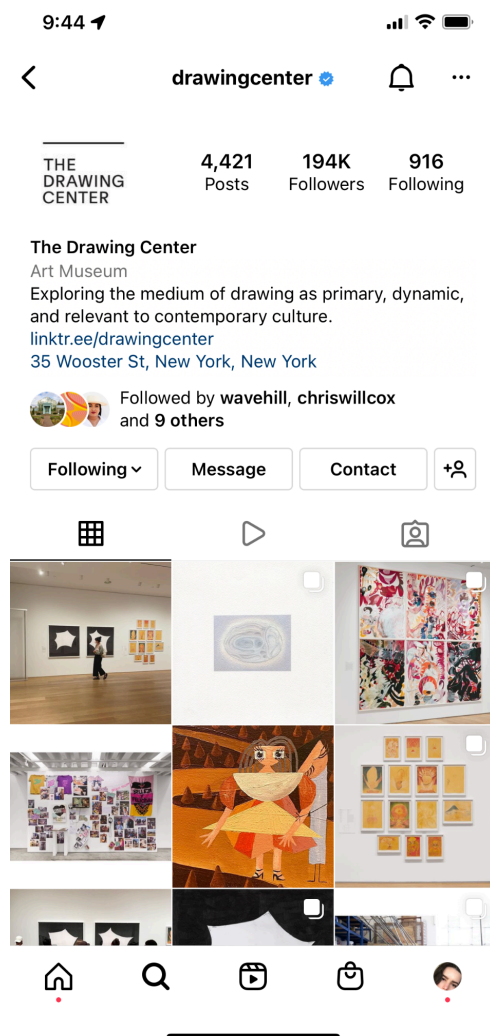 9:44
drawingcenter
THE
DRAWING
CENTER
4,421
Posts
194K
Followers
916
Following
The Drawing Center
Art Museum
Exploring the medium of drawing as primary, dynamic,
and relevant to contemporary culture.
linktr.ee/drawingcenter
35 Wooster St, New York, New York
Followed by wavehill, chriswillcox
and 9 others
Following
Message
Contact